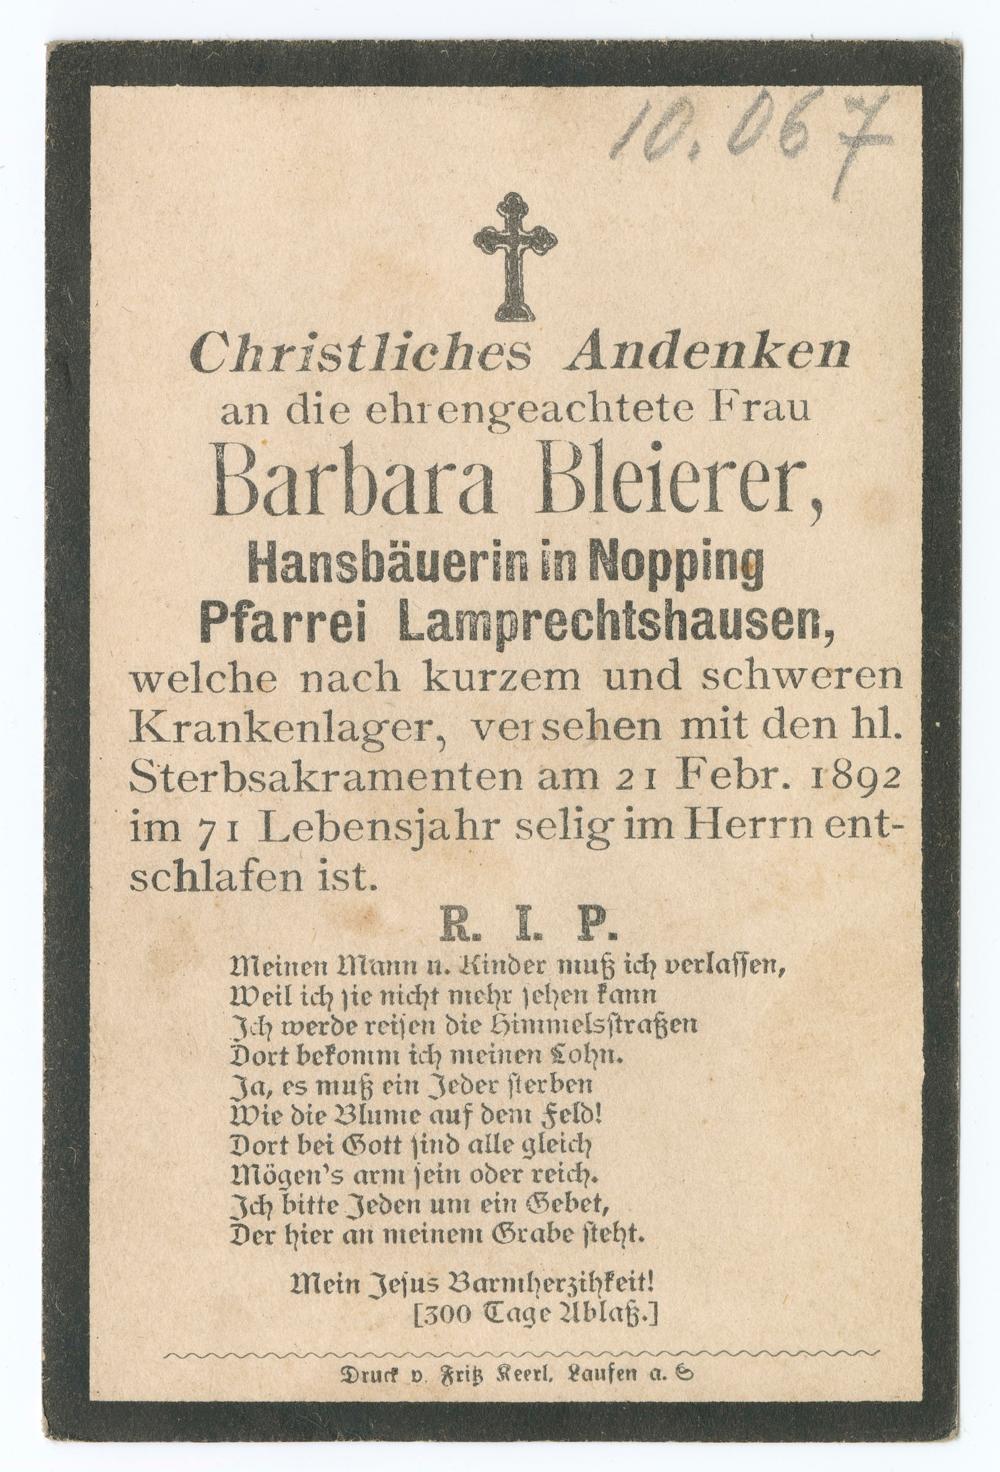 10.067
Christliches Andenken
an die ehrengeachtete Frau
Barbara Bleierer,
Hansbäuerin in Nopping
Pfarrei Lamprechtshausen,
welche nach kurzem und schweren
Krankenlager, versehen mit den hl.
Sterbsakramenten am 21 Febr. 1892
im 71 Lebensjahr selig im Herrn ent-
schlafen ist.
R. I. P.
Meinen Mann u. Kinder muß ich verlassen,
Weil ich sie nicht mehr sehen kann
Ich werde reisen die Himmelsstraßen
Dort bekomm ich meinen Lohn.
Ja, es muß ein Jeder sterben
Wie die Blume auf dem Feld!
Dort bei Gott sind alle gleich
Mögen's arm sein oder reich.
Ich bitte Jeden um ein Gebet,
Der hier an meinem Grabe steht.
Mein Jesus Barmherzihkeit!
[300 Tage Ablaß.]
Druck v. Fritz Keerl, Laufen a. S